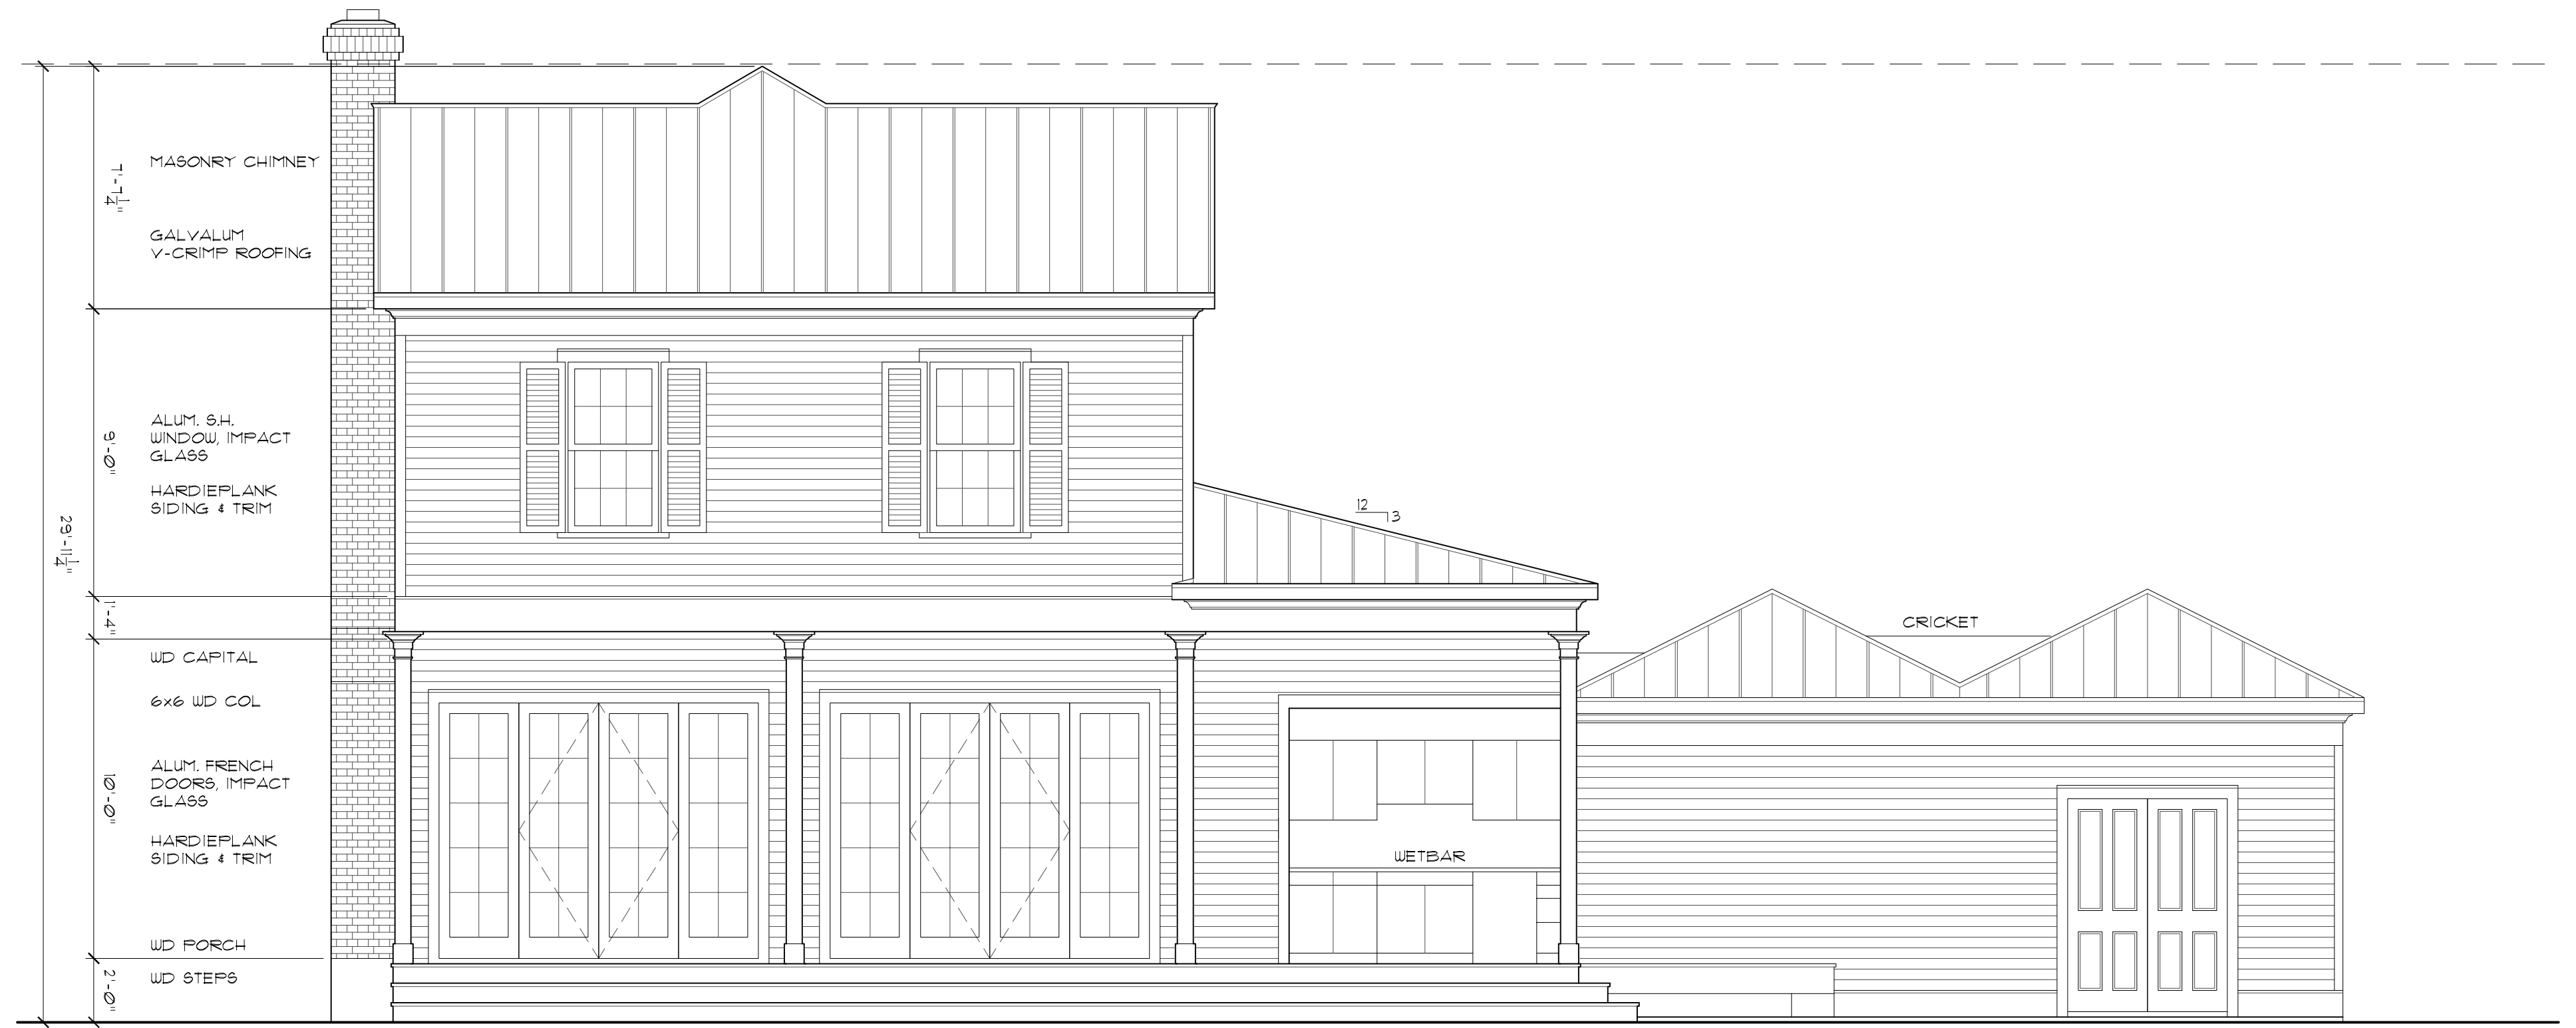 MASONRY CHIMNEY
7'-7 1/4"
GALVALUM
V-CRIMP ROOFING
ALUM. S.H.
WINDOW, IMPACT
GLASS
9'-0"
HARDIEPLANK
SIDING & TRIM
12
3
29'-11 1/4"
1'-4"
CRICKET
WD CAPITAL
6x6 WD COL
ALUM. FRENCH
DOORS, IMPACT
GLASS
10'-0"
HARDIEPLANK
SIDING & TRIM
WETBAR
WD PORCH
WD STEPS
2'-0"